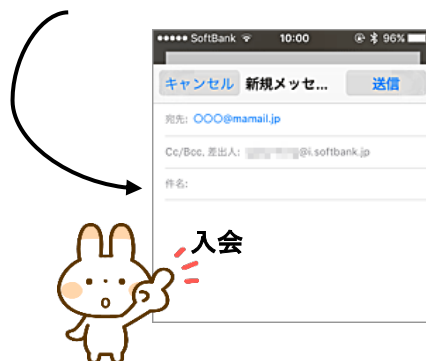 SoftBank 10:00 96%
キャンセル 新規メッセ... 送信
宛先: 〇〇〇@mamail.jp
Cc/Bcc, 差出人: @i.softbank.jp
件名:
入会